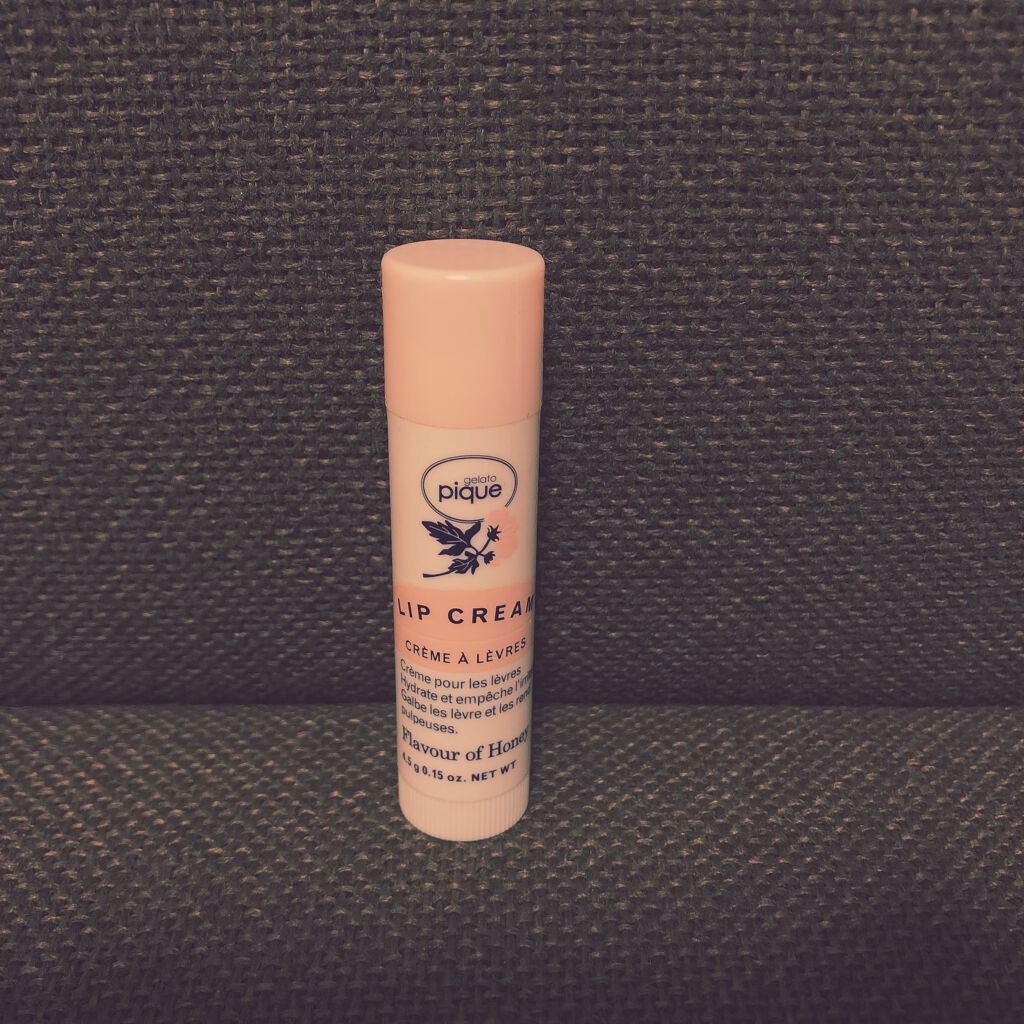 gelato
pique
LIP CREAM
CRÈME À LÈVRES
Crème pour les lèvres
Hydrate et empêche
Galbe les lèvre et les
pulpeuses.
Flavour of Honey
4.5 g 0.15 oz. NET WT